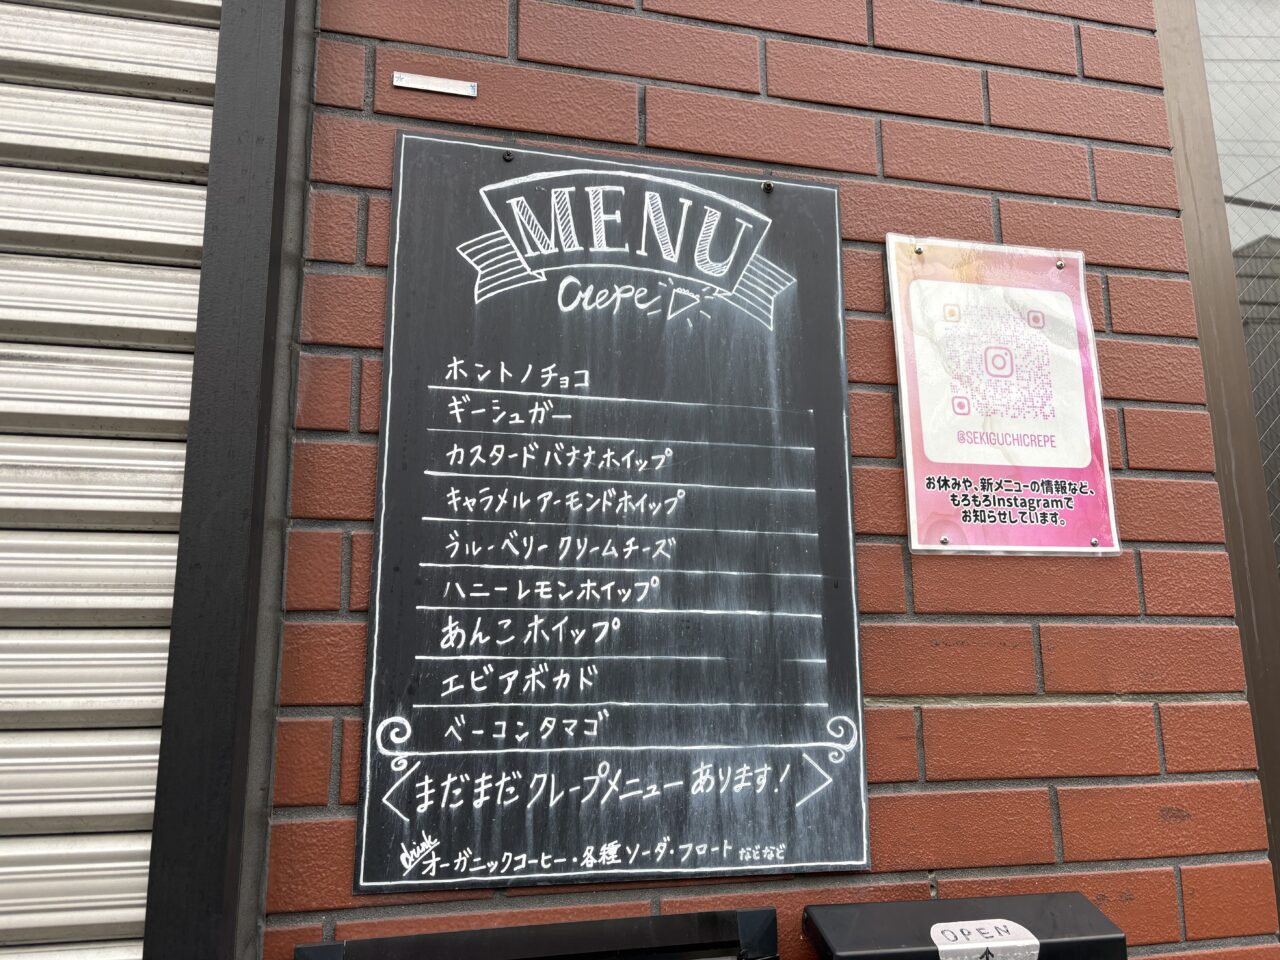 MENU
Crepe
ホントノチョコ
ギーシュガー
カスタード バナナホイップ
キャラメル アーモンドホイップ
ブルーベリー クリームチーズ
ハニーレモンホイップ
あんこホイップ
エビアボカド
ベーコンタマゴ
まだまだクレープメニューあります!
drink
オーガニックコーヒー・各種ソーダ・フロート などなど
@SEKIGUCHICREPE
お休みや、新メニューの情報など、
もろもろInstagramで
お知らせしています。
OPEN